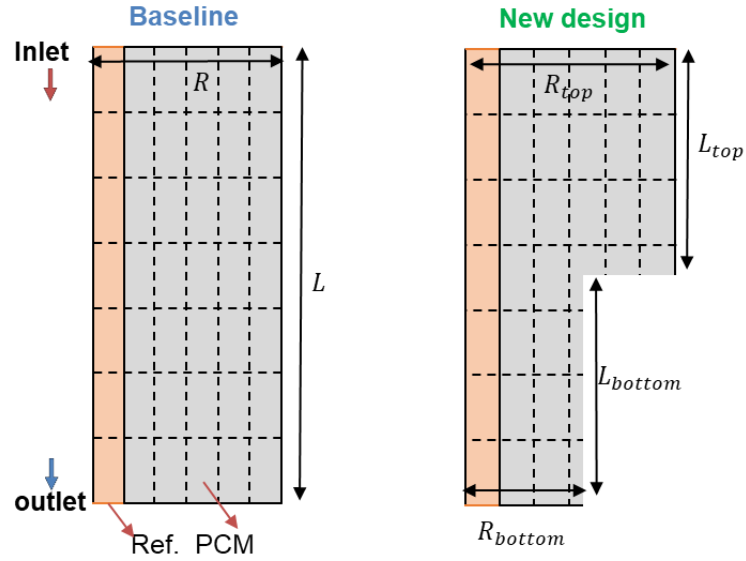 Baseline
New design
Inlet
R
R_top
L_top
L
L_bottom
outlet
R_bottom
Ref. PCM